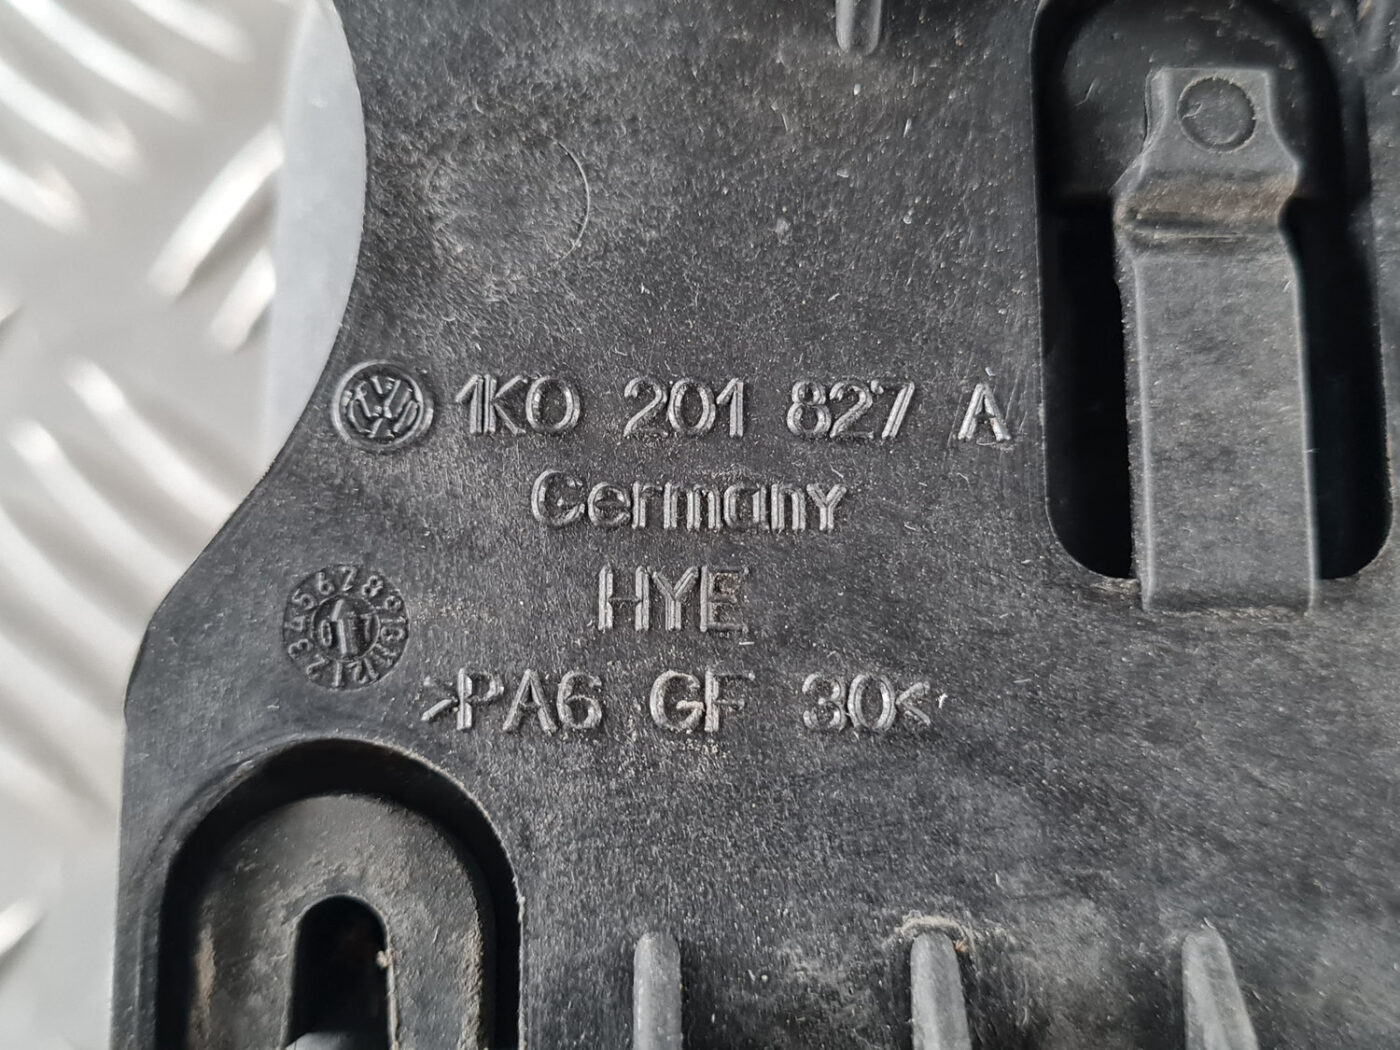 1K0 201 827 A
Germany
HYE
>PA6 GF 30<